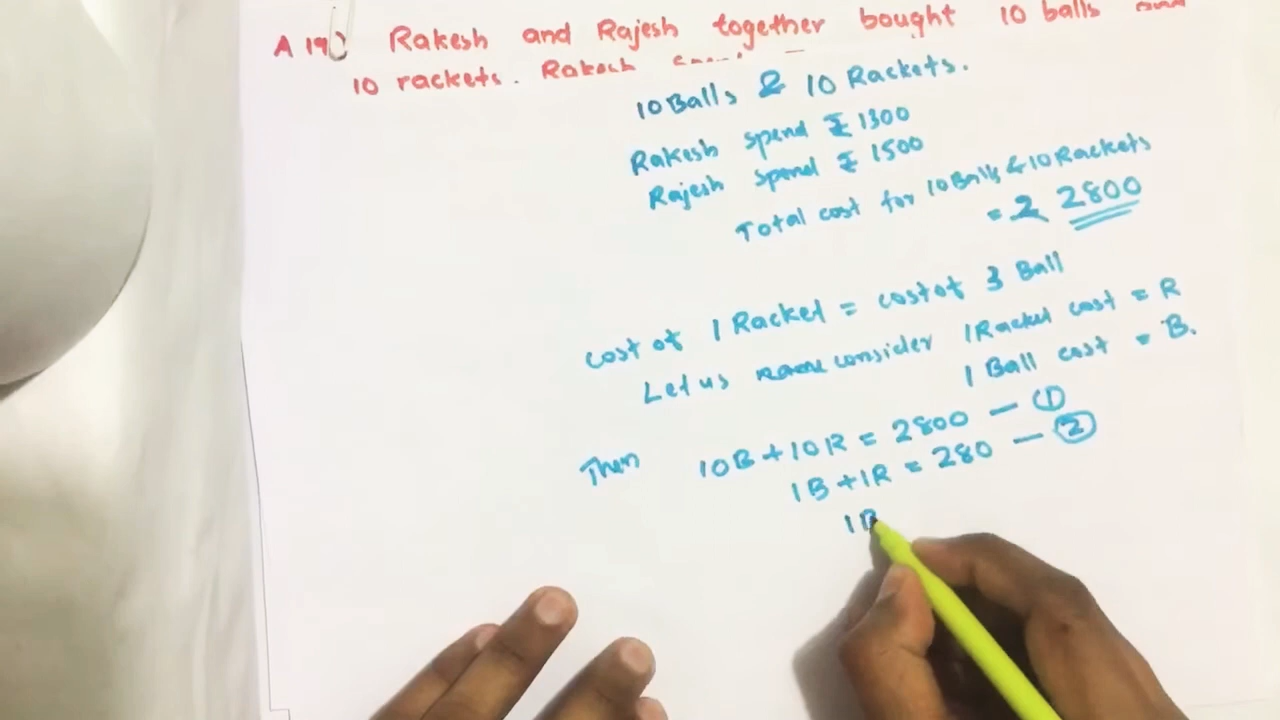 A 19) Rakesh and Rajesh together bought 10 balls and
10 rackets. Rakesh
10 Balls & 10 Rackets.
Rakesh spend ₹ 1300
Rajesh spend ₹ 1500
Total cost for 10 Balls & 10 Rackets
= 2 2800
cost of 1 Racket = cost of 3 Ball
Let us consider 1 Racket cost = R
1 Ball cost = B.
Then 10B + 10R = 2800 — ①
1B + 1R = 280 — ②
1B